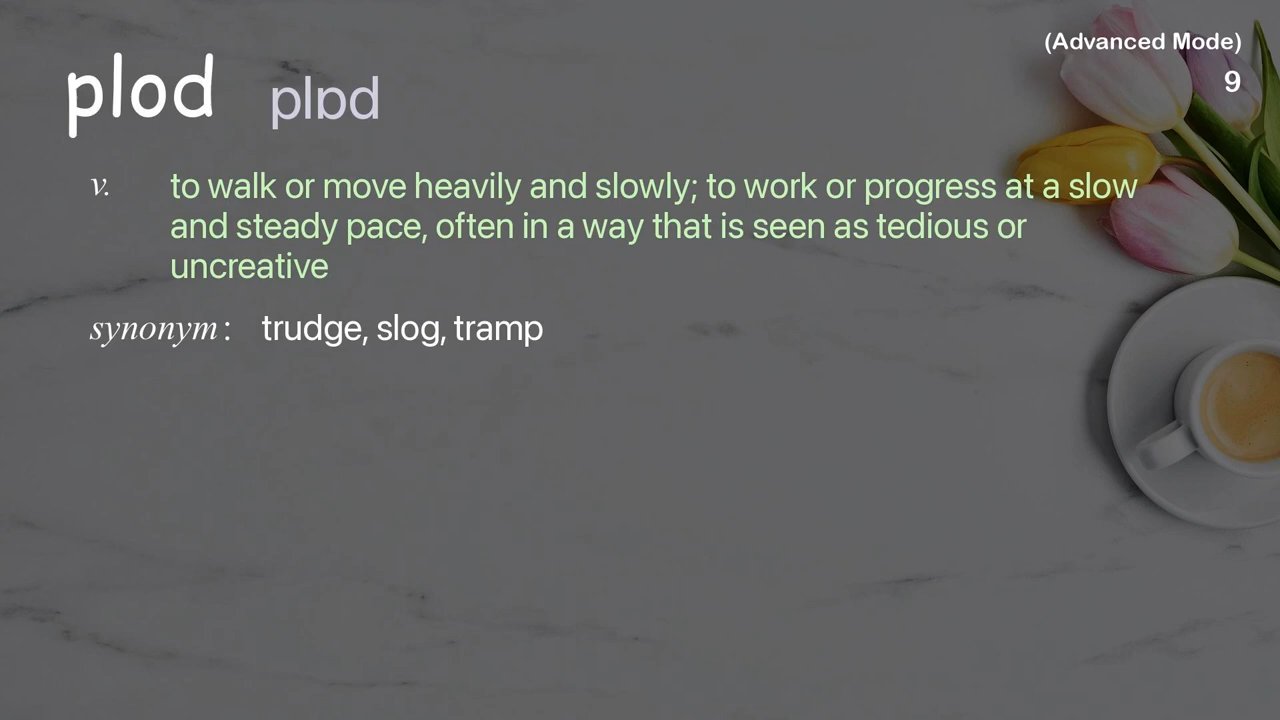 (Advanced Mode)
plod plɒd
9
v. to walk or move heavily and slowly; to work or progress at a slow
and steady pace, often in a way that is seen as tedious or
uncreative
synonym: trudge, slog, tramp